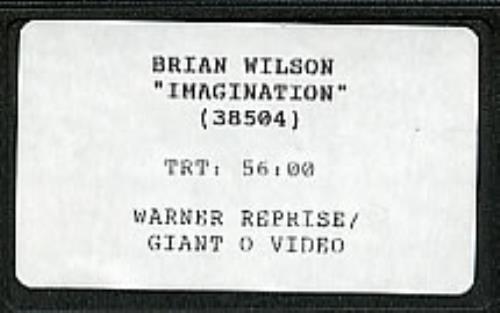 BRIAN WILSON
"IMAGINATION"
(38504)
TRT: 56:00
WARNER REPRISE/
GIANT O VIDEO